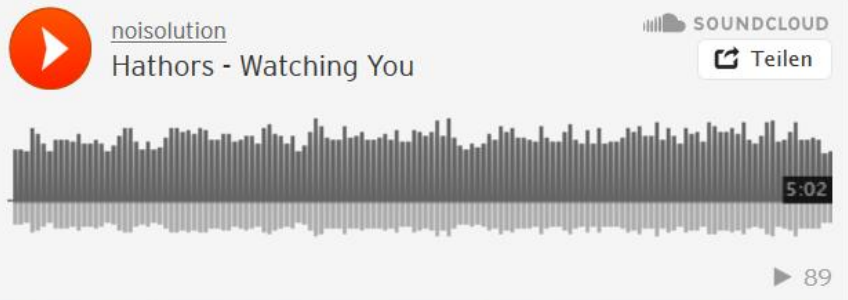 noisolution
Hathors - Watching You
SOUNDCLOUD
Teilen
5:02
89